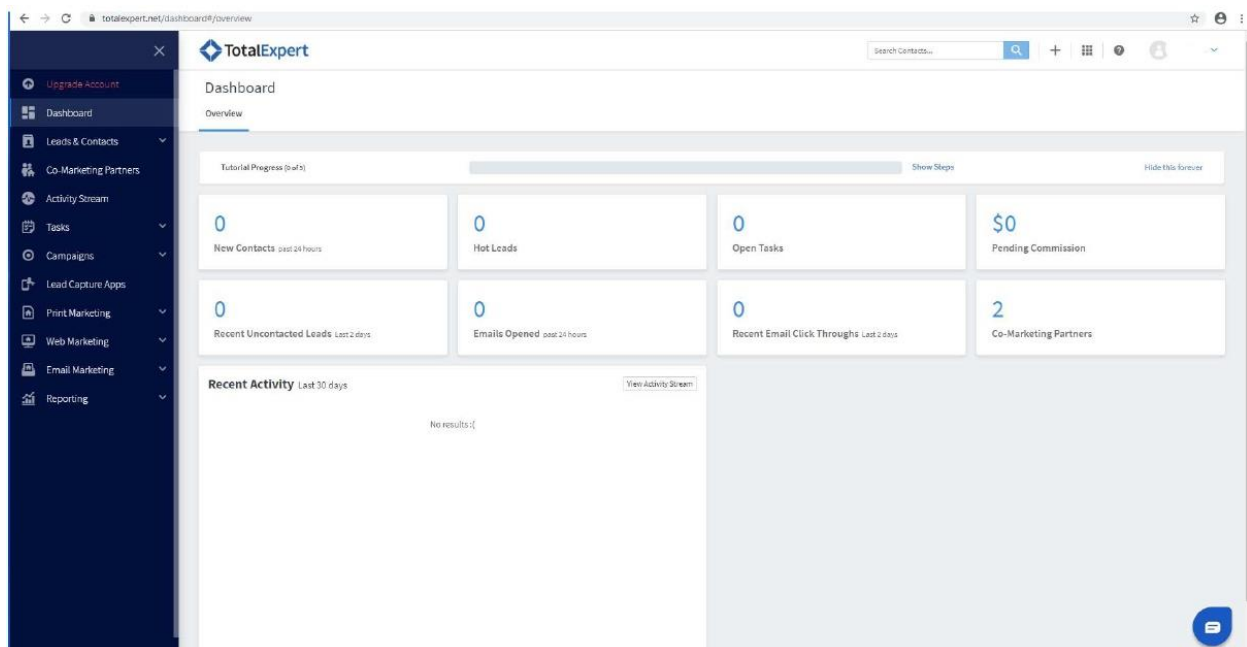 totalexpert.net/dashboard#/overview
TotalExpert
Search Contacts...
Upgrade Account
Dashboard
Leads & Contacts
Co-Marketing Partners
Activity Stream
Tasks
Campaigns
Lead Capture Apps
Print Marketing
Web Marketing
Email Marketing
Reporting
Dashboard
Overview
Tutorial Progress (0 of 5)
Show Steps
Hide this forever
0
New Contacts past 24 hours
0
Hot Leads
0
Open Tasks
$0
Pending Commission
0
Recent Uncontacted Leads Last 2 days
0
Emails Opened past 24 hours
0
Recent Email Click Throughs Last 2 days
2
Co-Marketing Partners
Recent Activity Last 30 days
View Activity Stream
No results :(